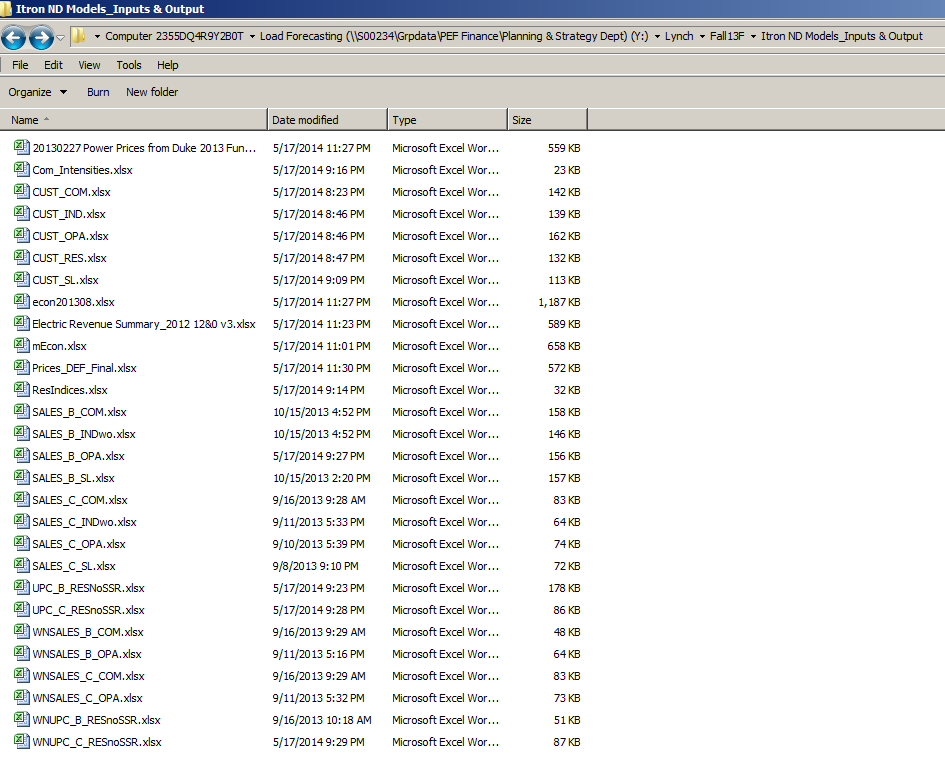 Itron ND Models_Inputs & Output
Computer 2355DQ4R9Y2B0T Load Forecasting (\\S00234\Grpdata\PEF Finance\Planning & Strategy Dept) (Y:) Lynch Fall13F Itron ND Models_Inputs & Output
File Edit View Tools Help
Organize Burn New folder
Name Date modified Type Size
20130227 Power Prices from Duke 2013 Fun... 5/17/2014 11:27 PM Microsoft Excel Wor... 559 KB
Com_Intensities.xlsx 5/17/2014 9:16 PM Microsoft Excel Wor... 23 KB
CUST_COM.xlsx 5/17/2014 8:23 PM Microsoft Excel Wor... 142 KB
CUST_IND.xlsx 5/17/2014 8:46 PM Microsoft Excel Wor... 139 KB
CUST_OPA.xlsx 5/17/2014 8:46 PM Microsoft Excel Wor... 162 KB
CUST_RES.xlsx 5/17/2014 8:47 PM Microsoft Excel Wor... 132 KB
CUST_SL.xlsx 5/17/2014 9:09 PM Microsoft Excel Wor... 113 KB
econ201308.xlsx 5/17/2014 11:27 PM Microsoft Excel Wor... 1,187 KB
Electric Revenue Summary_2012 12&0 v3.xlsx 5/17/2014 11:23 PM Microsoft Excel Wor... 589 KB
mEcon.xlsx 5/17/2014 11:01 PM Microsoft Excel Wor... 658 KB
Prices_DEF_Final.xlsx 5/17/2014 11:30 PM Microsoft Excel Wor... 572 KB
ResIndices.xlsx 5/17/2014 9:14 PM Microsoft Excel Wor... 32 KB
SALES_B_COM.xlsx 10/15/2013 4:52 PM Microsoft Excel Wor... 158 KB
SALES_B_INDwo.xlsx 10/15/2013 4:52 PM Microsoft Excel Wor... 146 KB
SALES_B_OPA.xlsx 5/17/2014 9:27 PM Microsoft Excel Wor... 156 KB
SALES_B_SL.xlsx 10/15/2013 2:20 PM Microsoft Excel Wor... 157 KB
SALES_C_COM.xlsx 9/16/2013 9:28 AM Microsoft Excel Wor... 83 KB
SALES_C_INDwo.xlsx 9/11/2013 5:33 PM Microsoft Excel Wor... 64 KB
SALES_C_OPA.xlsx 9/10/2013 5:39 PM Microsoft Excel Wor... 74 KB
SALES_C_SL.xlsx 9/8/2013 9:10 PM Microsoft Excel Wor... 72 KB
UPC_B_RESNoSSR.xlsx 5/17/2014 9:23 PM Microsoft Excel Wor... 178 KB
UPC_C_RESnoSSR.xlsx 5/17/2014 9:28 PM Microsoft Excel Wor... 86 KB
WNSALES_B_COM.xlsx 9/16/2013 9:29 AM Microsoft Excel Wor... 48 KB
WNSALES_B_OPA.xlsx 9/11/2013 5:16 PM Microsoft Excel Wor... 64 KB
WNSALES_C_COM.xlsx 9/16/2013 9:29 AM Microsoft Excel Wor... 83 KB
WNSALES_C_OPA.xlsx 9/11/2013 5:32 PM Microsoft Excel Wor... 73 KB
WNUPC_B_RESnoSSR.xlsx 9/16/2013 10:18 AM Microsoft Excel Wor... 51 KB
WNUPC_C_RESnoSSR.xlsx 5/17/2014 9:29 PM Microsoft Excel Wor... 87 KB